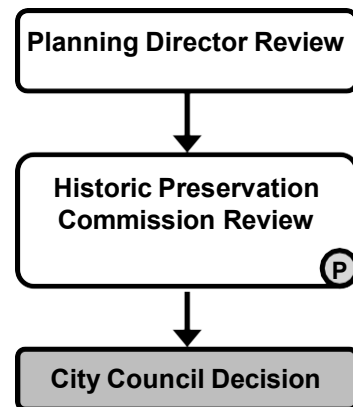 Planning Director Review
Historic Preservation
Commission Review
P
City Council Decision